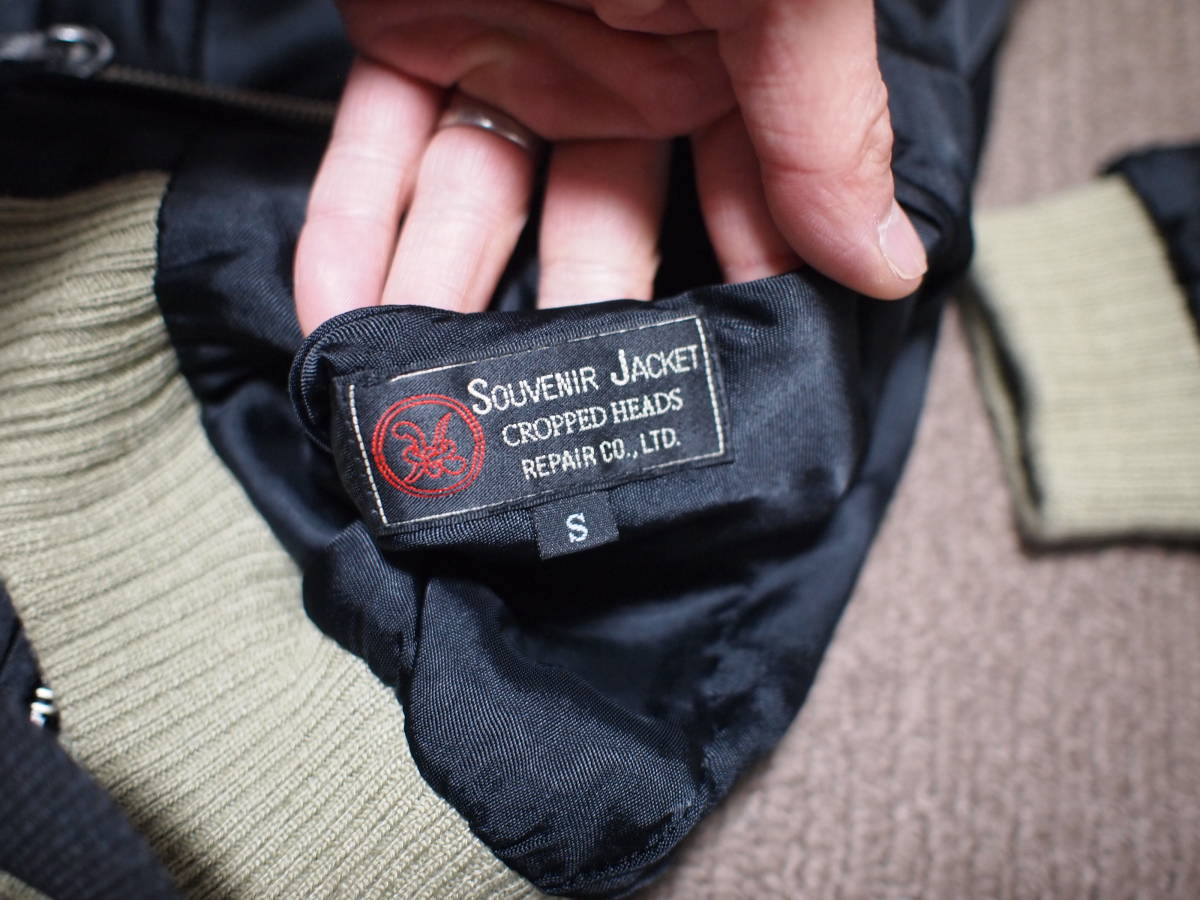 SOUVENIR JACKET
CROPPED HEADS
REPAIR CO., LTD.
S